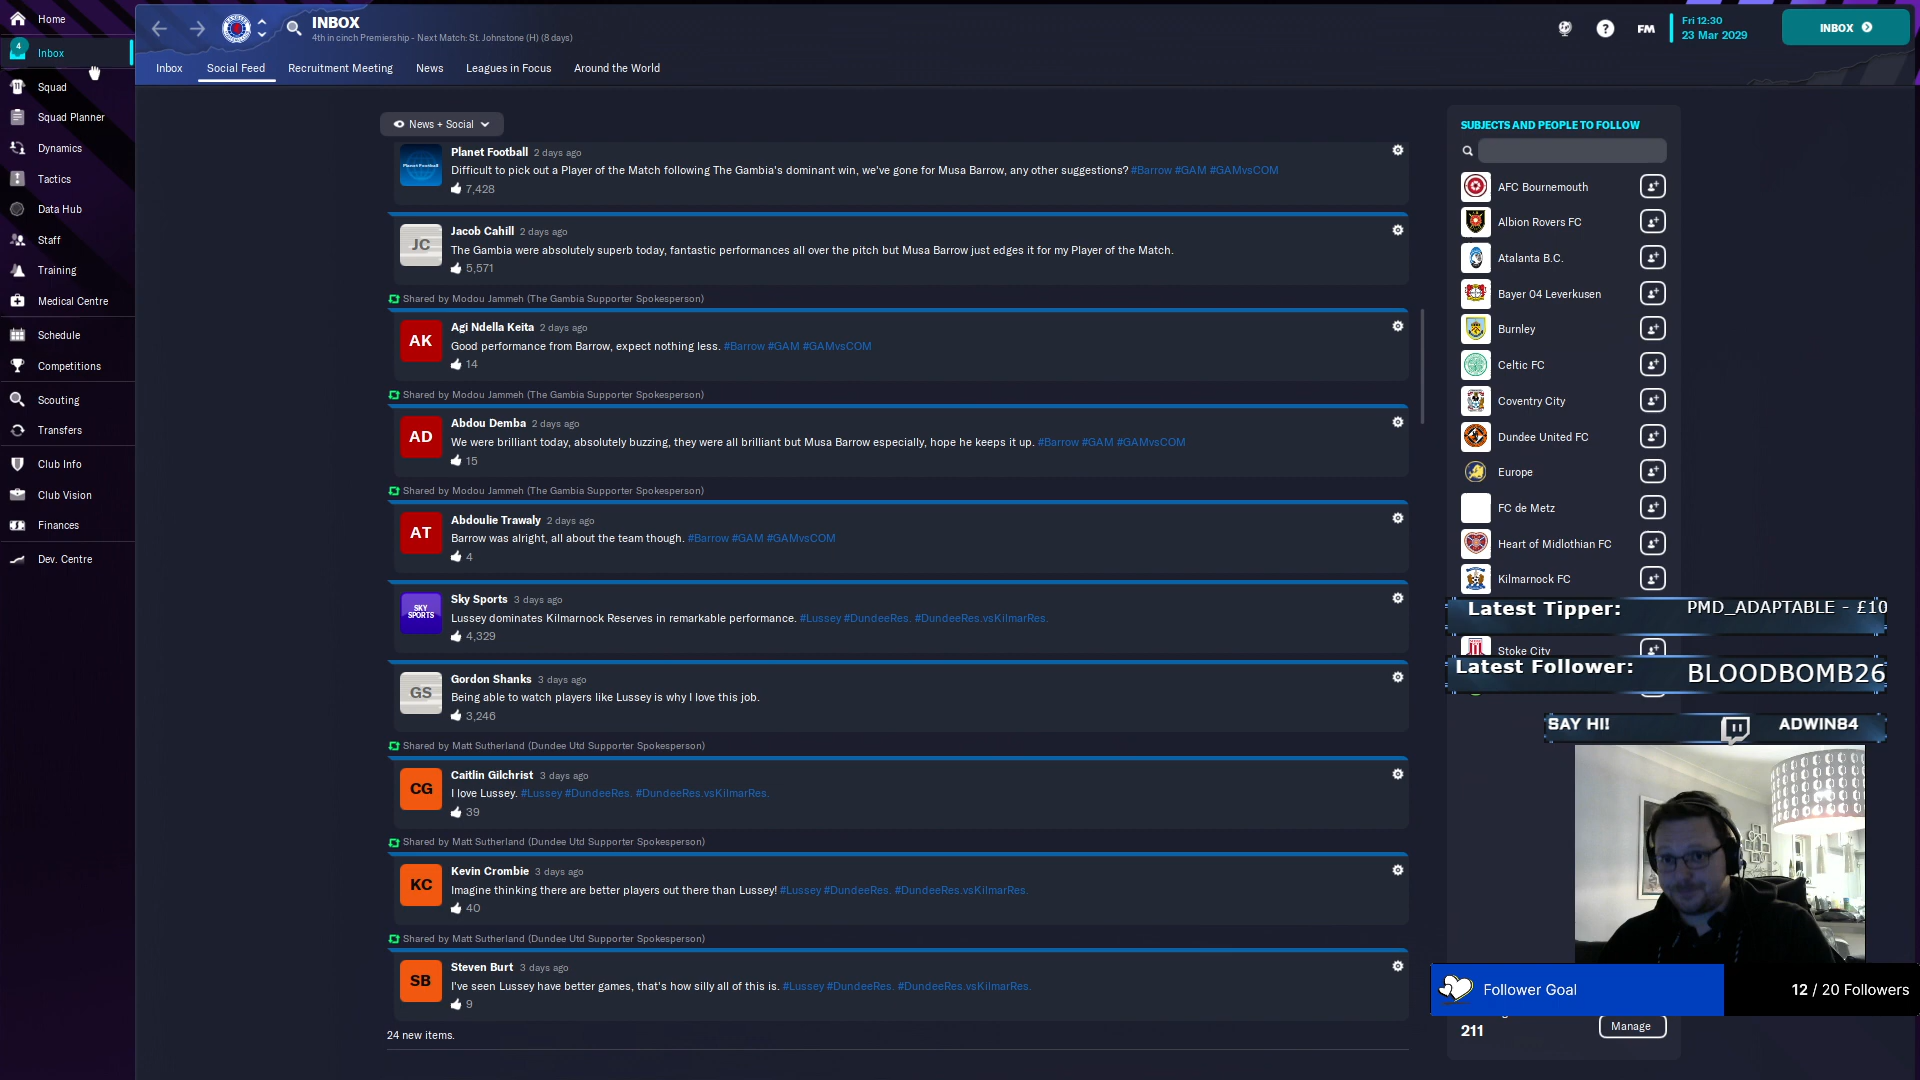 Home
4
Inbox
Squad
Squad Planner
Dynamics
Tactics
Data Hub
Staff
Training
Medical Centre
Schedule
Competitions
Scouting
Transfers
Club Info
Club Vision
Finances
Dev. Centre
INBOX
4th in cinch Premiership - Next Match: St. Johnstone (H) (8 days)
FM
Fri 12:30
23 Mar 2029
INBOX
Inbox
Social Feed
Recruitment Meeting
News
Leagues in Focus
Around the World
News + Social
Planet Football 2 days ago
Difficult to pick out a Player of the Match following The Gambia's dominant win, we've gone for Musa Barrow, any other suggestions? #Barrow #GAM #GAMvsCOM
7,428
JC
Jacob Cahill 2 days ago
The Gambia were absolutely superb today, fantastic performances all over the pitch but Musa Barrow just edges it for my Player of the Match.
5,571
Shared by Modou Jammeh (The Gambia Supporter Spokesperson)
AK
Agi Ndella Keita 2 days ago
Good performance from Barrow, expect nothing less. #Barrow #GAM #GAMvsCOM
14
Shared by Modou Jammeh (The Gambia Supporter Spokesperson)
AD
Abdou Demba 2 days ago
We were brilliant today, absolutely buzzing, they were all brilliant but Musa Barrow especially, hope he keeps it up. #Barrow #GAM #GAMvsCOM
15
Shared by Modou Jammeh (The Gambia Supporter Spokesperson)
AT
Abdoulie Trawaly 2 days ago
Barrow was alright, all about the team though. #Barrow #GAM #GAMvsCOM
4
SKY SPORTS
Sky Sports 3 days ago
Lussey dominates Kilmarnock Reserves in remarkable performance. #Lussey #DundeeRes. #DundeeRes.vsKilmarRes.
4,329
GS
Gordon Shanks 3 days ago
Being able to watch players like Lussey is why I love this job.
3,246
Shared by Matt Sutherland (Dundee Utd Supporter Spokesperson)
CG
Caitlin Gilchrist 3 days ago
I love Lussey. #Lussey #DundeeRes. #DundeeRes.vsKilmarRes.
39
Shared by Matt Sutherland (Dundee Utd Supporter Spokesperson)
KC
Kevin Crombie 3 days ago
Imagine thinking there are better players out there than Lussey! #Lussey #DundeeRes. #DundeeRes.vsKilmarRes.
40
Shared by Matt Sutherland (Dundee Utd Supporter Spokesperson)
SB
Steven Burt 3 days ago
I've seen Lussey have better games, that's how silly all of this is. #Lussey #DundeeRes. #DundeeRes.vsKilmarRes.
9
24 new items.
SUBJECTS AND PEOPLE TO FOLLOW
AFC Bournemouth
Albion Rovers FC
Atalanta B.C.
Bayer 04 Leverkusen
Burnley
Celtic FC
Coventry City
Dundee United FC
Europe
FC de Metz
Heart of Midlothian FC
Kilmarnock FC
Latest Tipper: PMD_ADAPTABLE - £10
Stoke City
Latest Follower: BLOODBOMB26
SAY HI! ADWIN84
Follower Goal 12 / 20 Followers
211
Manage